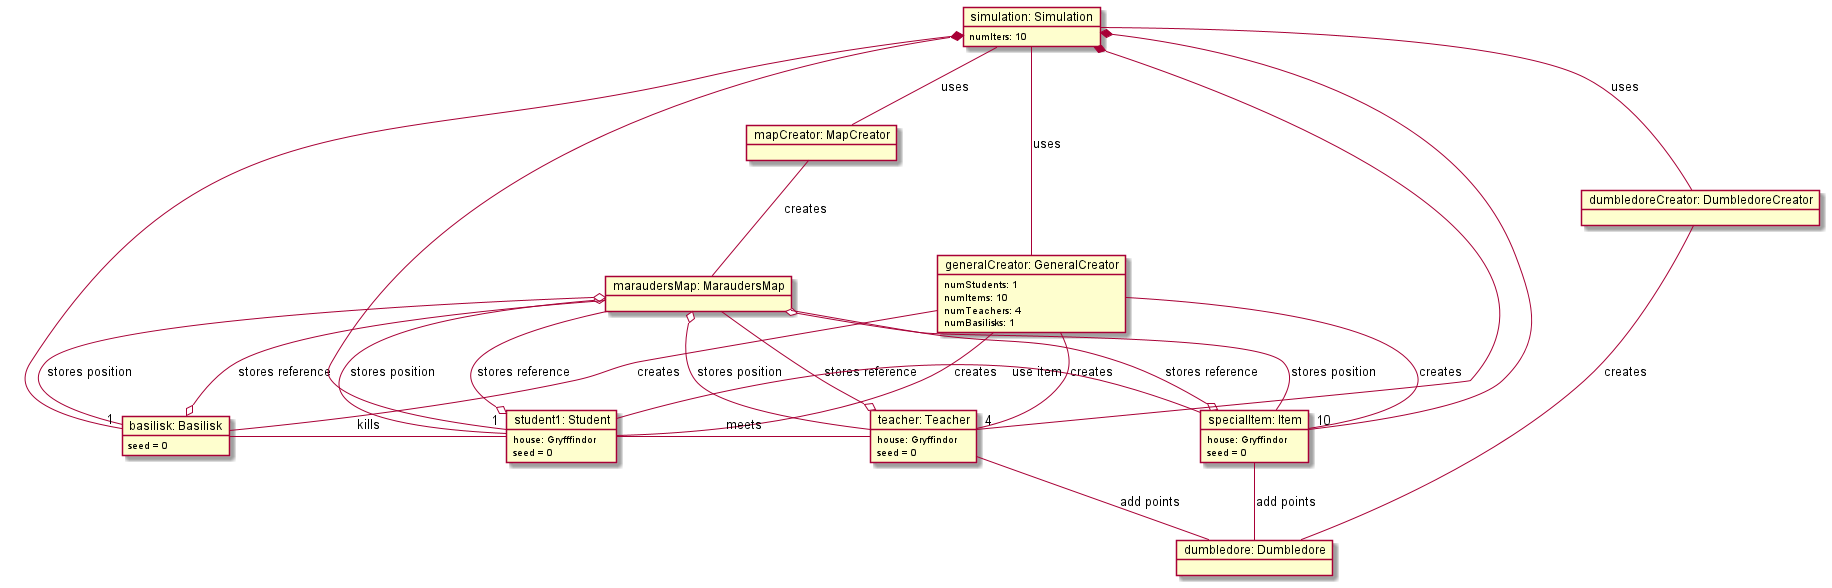 simulation: Simulation
numIters: 10
uses
uses
uses
mapCreator: MapCreator
dumbledoreCreator: DumbledoreCreator
creates
generalCreator: GeneralCreator
numStudents: 1
numItems: 10
numTeachers: 4
numBasilisks: 1
maraudersMap: MaraudersMap
stores position
stores reference
stores position
stores reference
creates
stores position
stores reference
creates
use item
creates
stores reference
stores position
creates
creates
1
basilisk: Basilisk
seed = 0
kills
1
student1: Student
house: Gryfffindor
seed = 0
meets
teacher: Teacher
house: Gryffindor
seed = 0
4
specialItem: Item
house: Gryffindor
seed = 0
10
add points
add points
dumbledore: Dumbledore